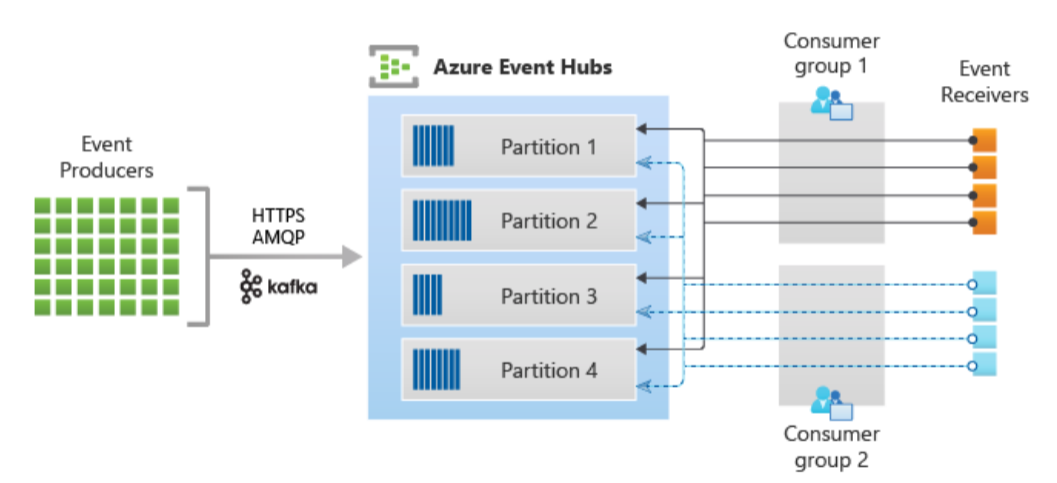 Event
Producers
HTTPS
AMQP
kafka
Azure Event Hubs
Partition 1
Partition 2
Partition 3
Partition 4
Consumer
group 1
Event
Receivers
Consumer
group 2